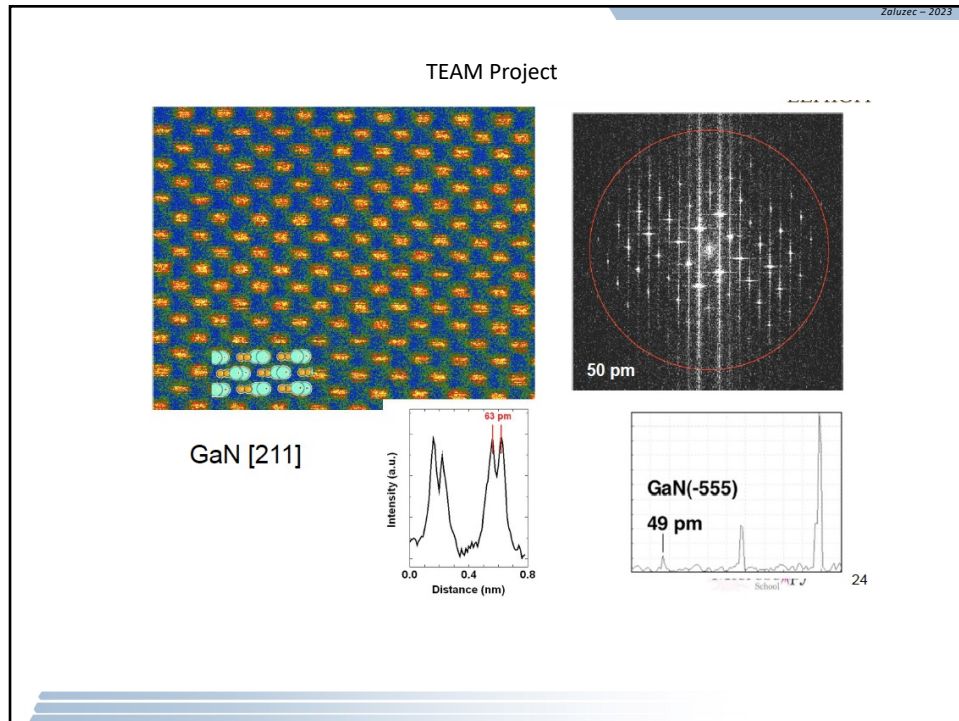 Zaluzec – 2023
TEAM Project
50 pm
GaN [211]
63 pm
Intensity (a.u.)
0.0 0.4 0.8
Distance (nm)
GaN(-555)
49 pm
School
24